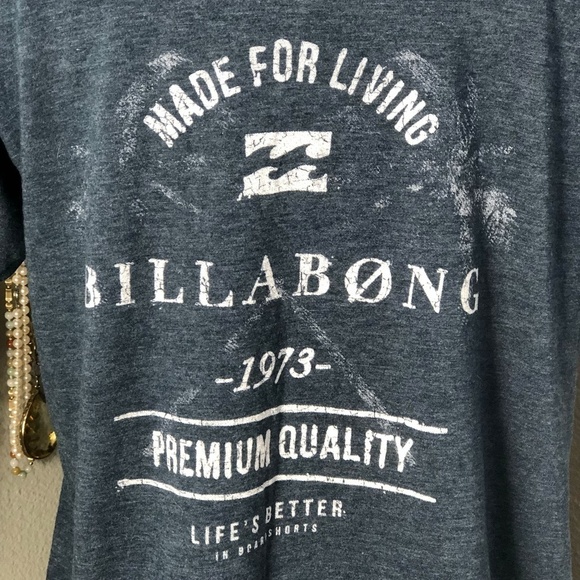 MADE FOR LIVING
BILLABØNG
-1973-
PREMIUM QUALITY
LIFE'S BETTER
IN BOARDSHORTS